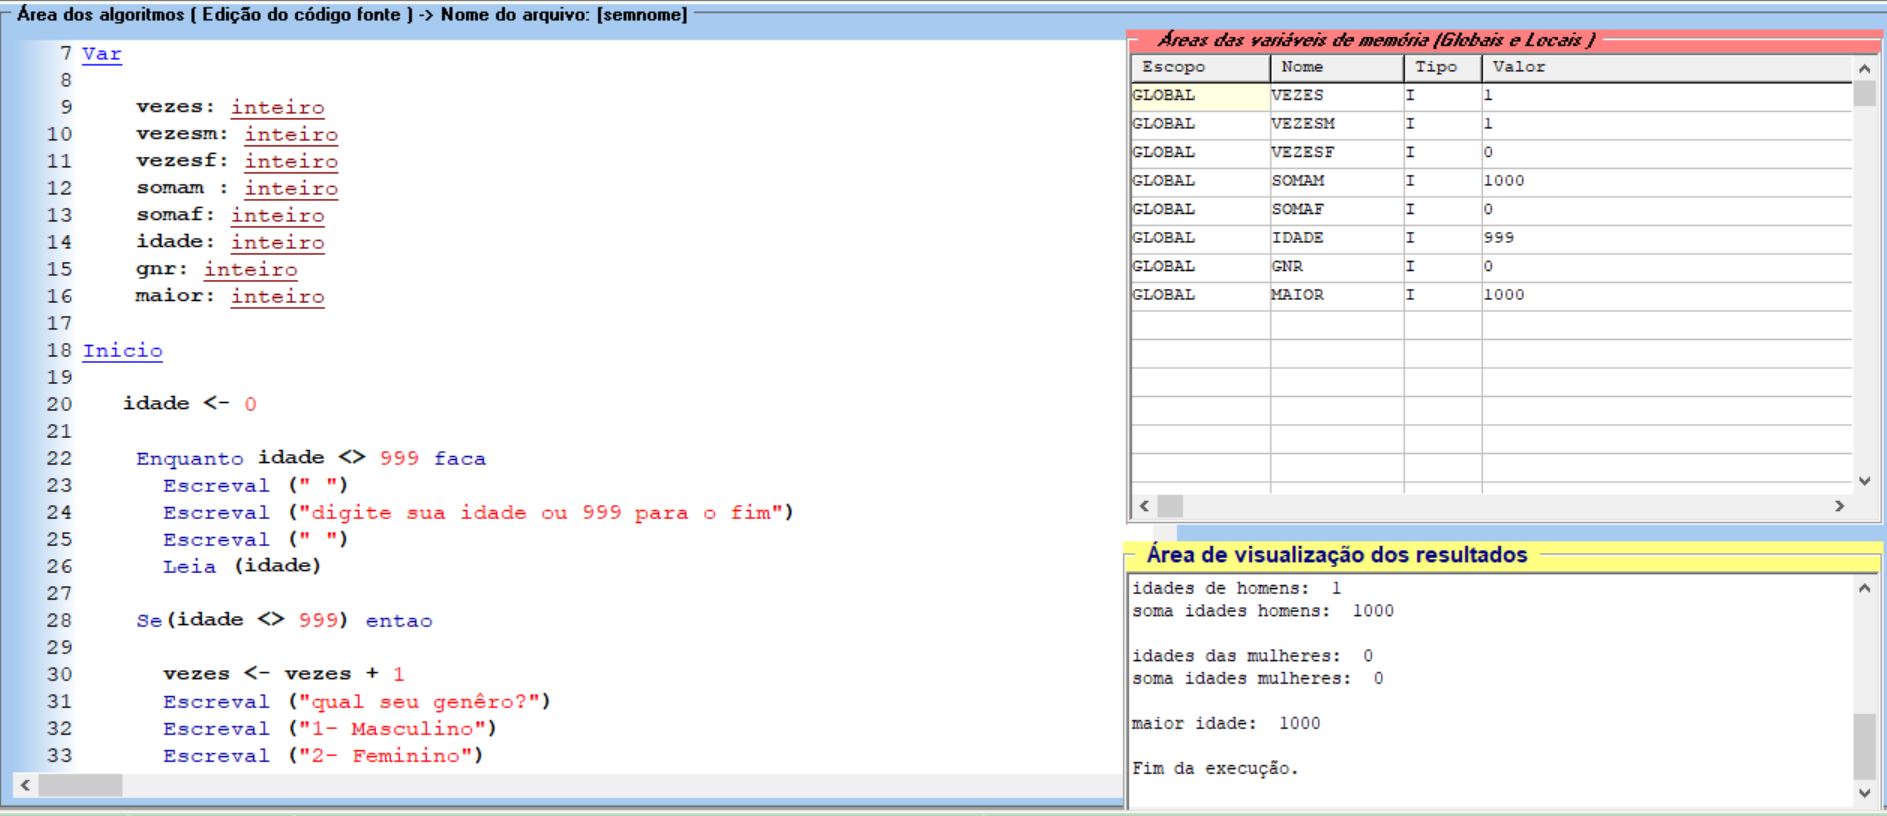 Área dos algoritmos ( Edição do código fonte ) -> Nome do arquivo: [semnome]
7 Var
8
9 vezes: inteiro
10 vezesm: inteiro
11 vezesf: inteiro
12 somam : inteiro
13 somaf: inteiro
14 idade: inteiro
15 gnr: inteiro
16 maior: inteiro
17
18 Inicio
19
20 idade <- 0
21
22 Enquanto idade <> 999 faca
23 Escreval (" ")
24 Escreval ("digite sua idade ou 999 para o fim")
25 Escreval (" ")
26 Leia (idade)
27
28 Se(idade <> 999) entao
29
30 vezes <- vezes + 1
31 Escreval ("qual seu genêro?")
32 Escreval ("1- Masculino")
33 Escreval ("2- Feminino")
Áreas das variáveis de memória (Globais e Locais )
Escopo Nome Tipo Valor
GLOBAL VEZES I 1
GLOBAL VEZESM I 1
GLOBAL VEZESF I 0
GLOBAL SOMAM I 1000
GLOBAL SOMAF I 0
GLOBAL IDADE I 999
GLOBAL GNR I 0
GLOBAL MAIOR I 1000
Área de visualização dos resultados
idades de homens: 1
soma idades homens: 1000
idades das mulheres: 0
soma idades mulheres: 0
maior idade: 1000
Fim da execução.